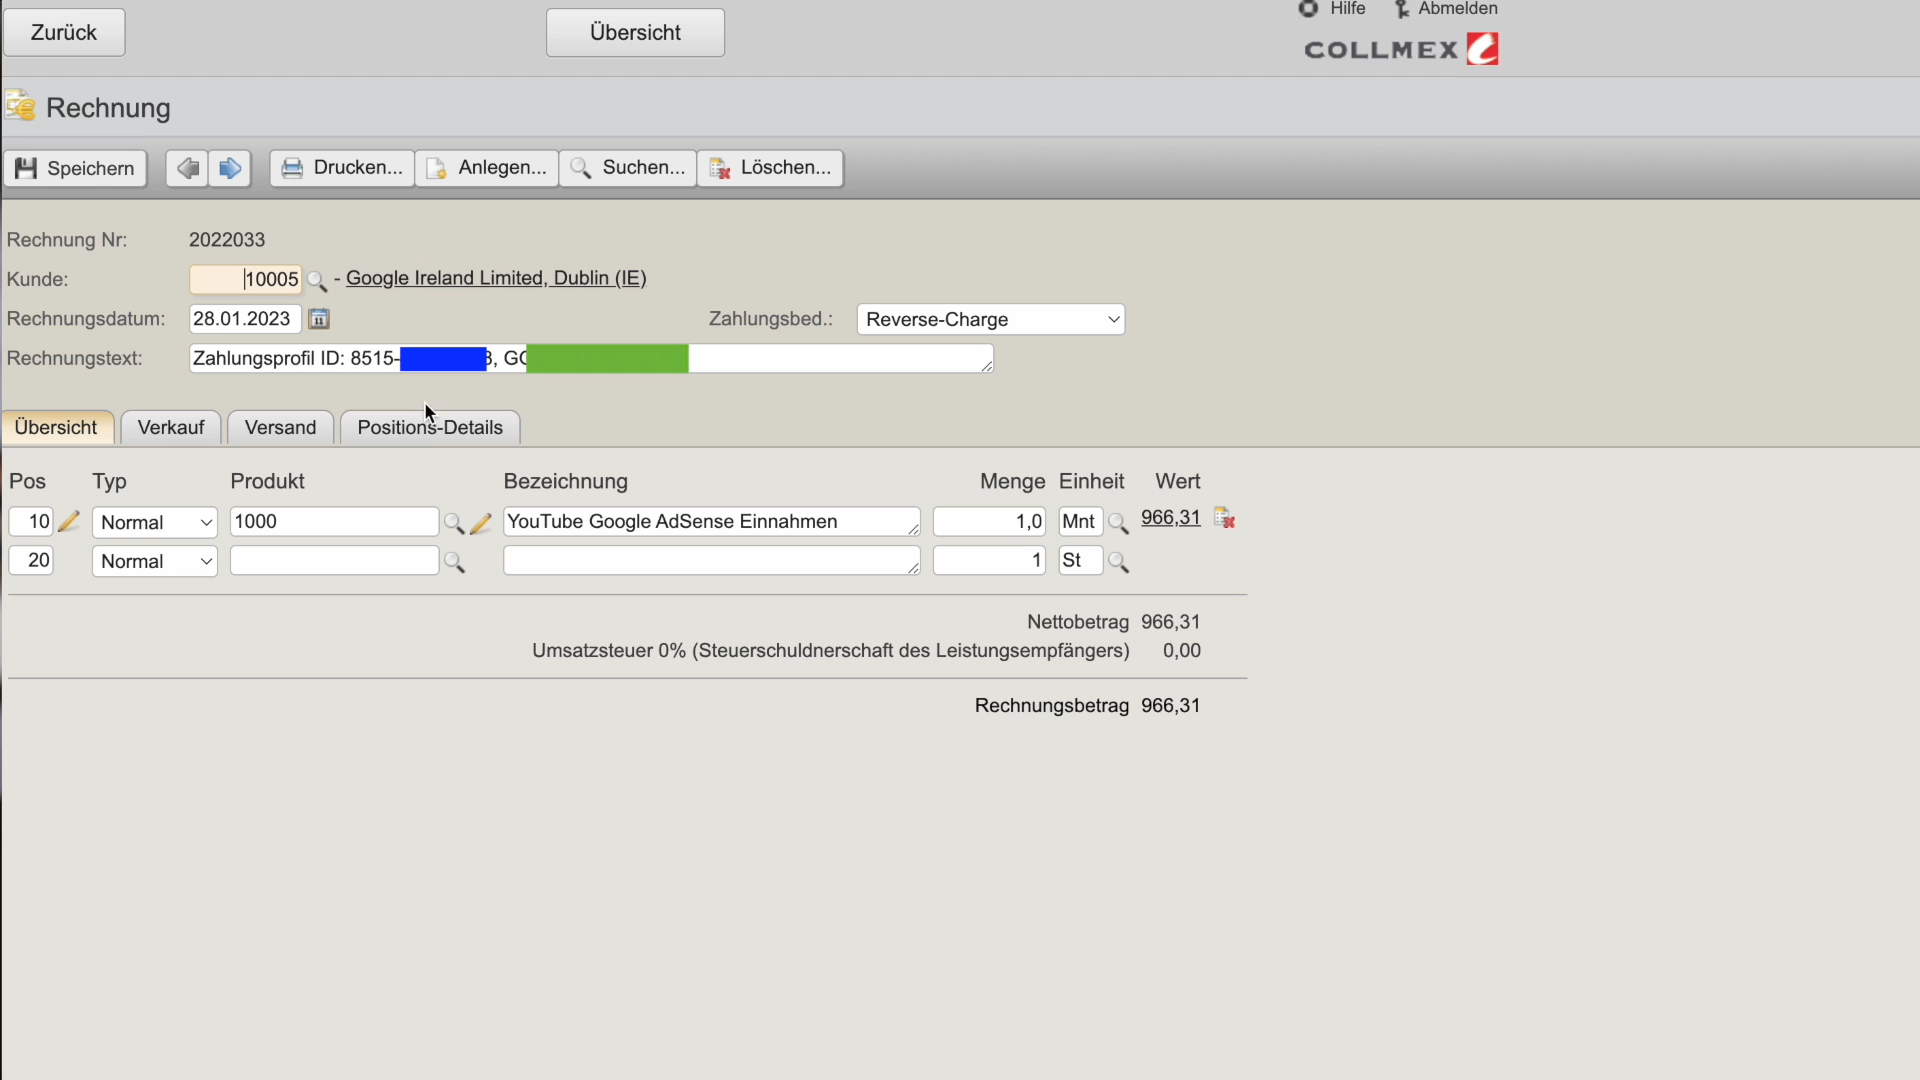 Zurück Übersicht Hilfe Abmelden
COLLMEX
Rechnung
Speichern Drucken... Anlegen... Suchen... Löschen...
Rechnung Nr: 2022033
Kunde: 10005 - Google Ireland Limited, Dublin (IE)
Rechnungsdatum: 28.01.2023 Zahlungsbed.: Reverse-Charge
Rechnungstext: Zahlungsprofil ID: 8515- , GO
Übersicht Verkauf Versand Positions-Details
Pos Typ Produkt Bezeichnung Menge Einheit Wert
10 Normal 1000 YouTube Google AdSense Einnahmen 1,0 Mnt 966,31
20 Normal 1 St
Nettobetrag 966,31
Umsatzsteuer 0% (Steuerschuldnerschaft des Leistungsempfängers) 0,00
Rechnungsbetrag 966,31